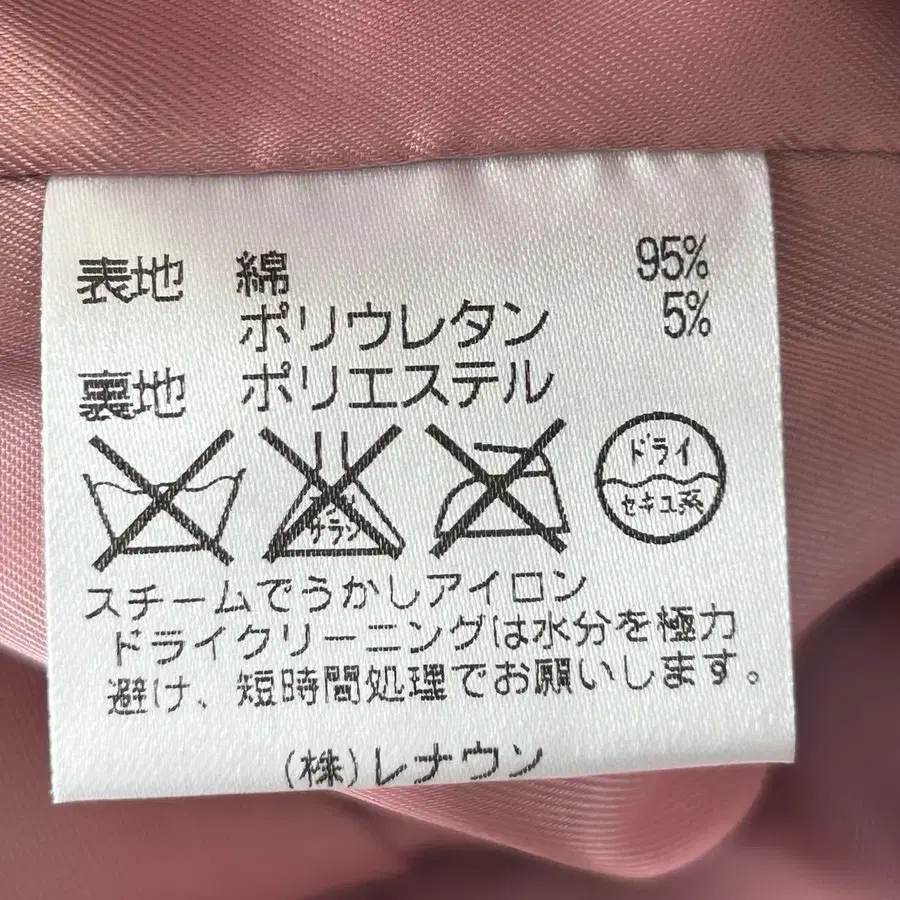 表地 綿 95%
ポリウレタン 5%
裏地 ポリエステル
サラシ
ドライ
セキユ系
スチームでうかしアイロン
ドライクリーニングは水分を極力
避け、短時間処理でお願いします。
(株)レナウン